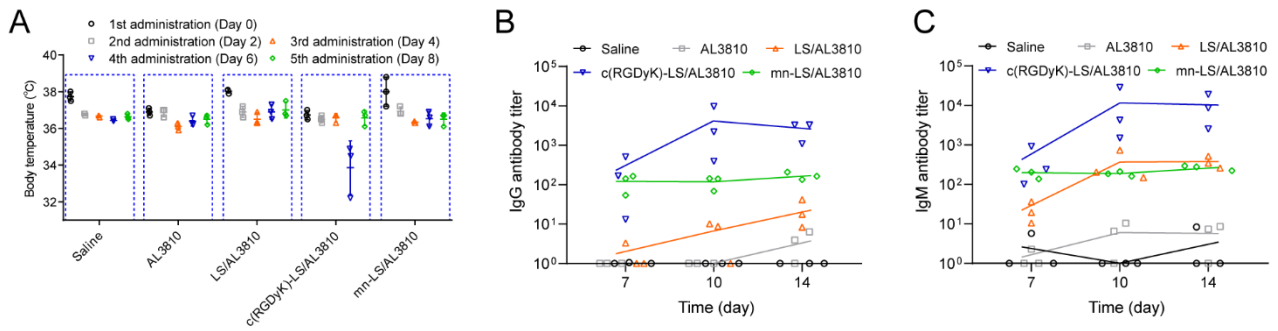 A
1st administration (Day 0)
2nd administration (Day 2)
3rd administration (Day 4)
4th administration (Day 6)
5th administration (Day 8)
Body temperature (°C)
40
38
36
34
32
Saline
AL3810
LS/AL3810
c(RGDyK)-LS/AL3810
mn-LS/AL3810
B
Saline
AL3810
LS/AL3810
c(RGDyK)-LS/AL3810
mn-LS/AL3810
IgG antibody titer
10⁵
10⁴
10³
10²
10¹
10⁰
7
10
14
Time (day)
C
Saline
AL3810
LS/AL3810
c(RGDyK)-LS/AL3810
mn-LS/AL3810
IgM antibody titer
10⁵
10⁴
10³
10²
10¹
10⁰
7
10
14
Time (day)